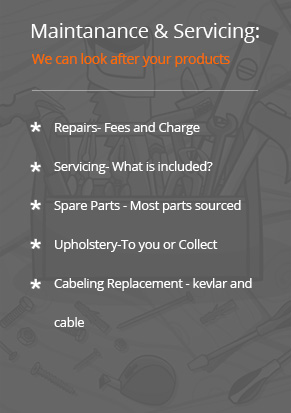 Maintanance & Servicing:
We can look after your products
* Repairs- Fees and Charge
* Servicing- What is included?
* Spare Parts - Most parts sourced
* Upholstery-To you or Collect
* Cabeling Replacement - kevlar and
cable